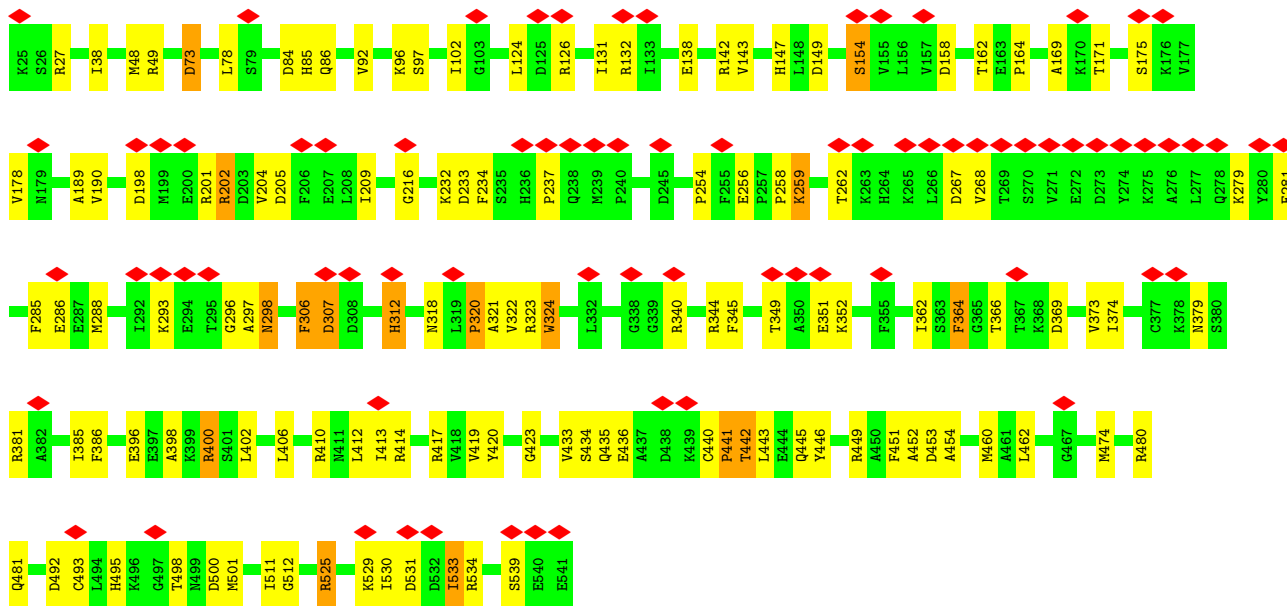 K25 S26 R27 I38 M48 R49 D73 L78 S79 D84 H85 Q86 V92 K96 S97 I102 G103 L124 D125 R126 I131 R132 I133 E138 R142 V143 H147 L148 D149 S154 V155 L156 V157 D158 T162 E163 P164 A169 K170 T171 S175 K176 V177
V178 N179 A189 V190 D198 M199 E200 R201 R202 D203 V204 D205 F206 E207 L208 I209 G216 K232 D233 F234 S235 H236 P237 Q238 M239 P240 D245 P254 F255 E256 P257 P258 K259 T262 K263 H264 K265 L266 D267 V268 T269 S270 V271 E272 D273 Y274 K275 A276 L277 Q278 K279 Y280 E281
F285 E286 E287 M288 I292 K293 E294 T295 G296 A297 N298 F306 D307 D308 H312 N318 L319 P320 A321 V322 R323 W324 L332 G338 G339 R340 R344 F345 T349 A350 E351 K352 F355 I362 S363 F364 G365 T366 T367 K368 D369 V373 I374 C377 K378 N379 S380
R381 A382 I385 F386 E396 E397 A398 K399 R400 S401 L402 L406 R410 N411 L412 I413 R414 R417 V418 V419 Y420 G423 V433 S434 Q435 E436 A437 D438 K439 C440 P441 T442 L443 E444 Q445 Y446 R449 A450 F451 A452 D453 A454 M460 A461 L462 G467 M474 R480
Q481 D492 C493 L494 H495 K496 G497 T498 N499 D500 M501 I511 G512 R525 K529 I530 D531 D532 I533 R534 S539 E540 E541